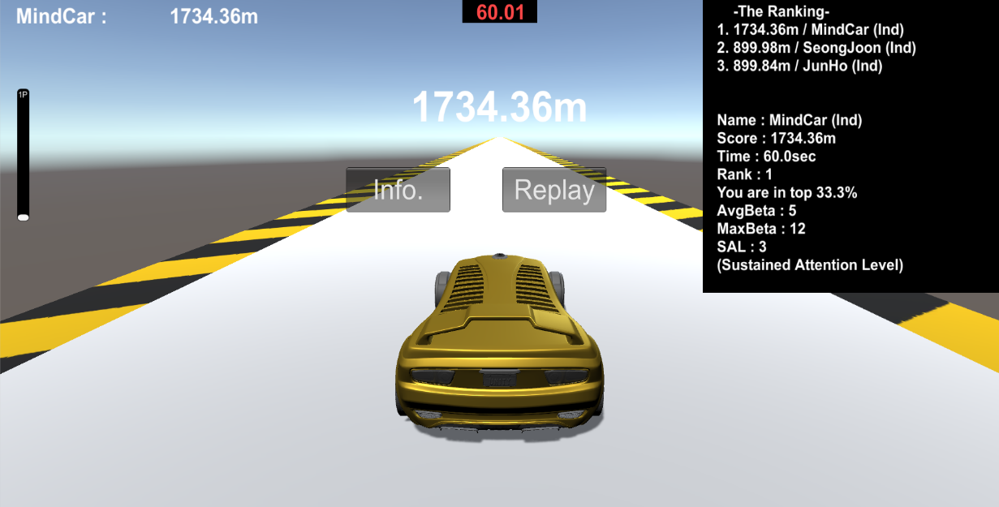 MindCar : 1734.36m
60.01
1P
1734.36m
Info.
Replay
-The Ranking-
1. 1734.36m / MindCar (Ind)
2. 899.98m / SeongJoon (Ind)
3. 899.84m / JunHo (Ind)
Name : MindCar (Ind)
Score : 1734.36m
Time : 60.0sec
Rank : 1
You are in top 33.3%
AvgBeta : 5
MaxBeta : 12
SAL : 3
(Sustained Attention Level)